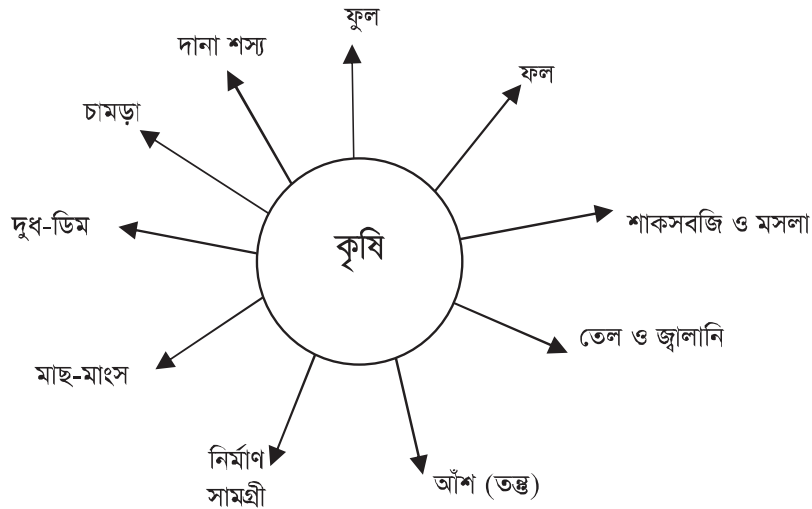 ফুল
দানা শস্য
ফল
চামড়া
শাকসবজি ও মসলা
দুধ-ডিম
কৃষি
তেল ও জ্বালানি
মাছ-মাংস
নির্মাণ
সামগ্রী
আঁশ (তন্তু)